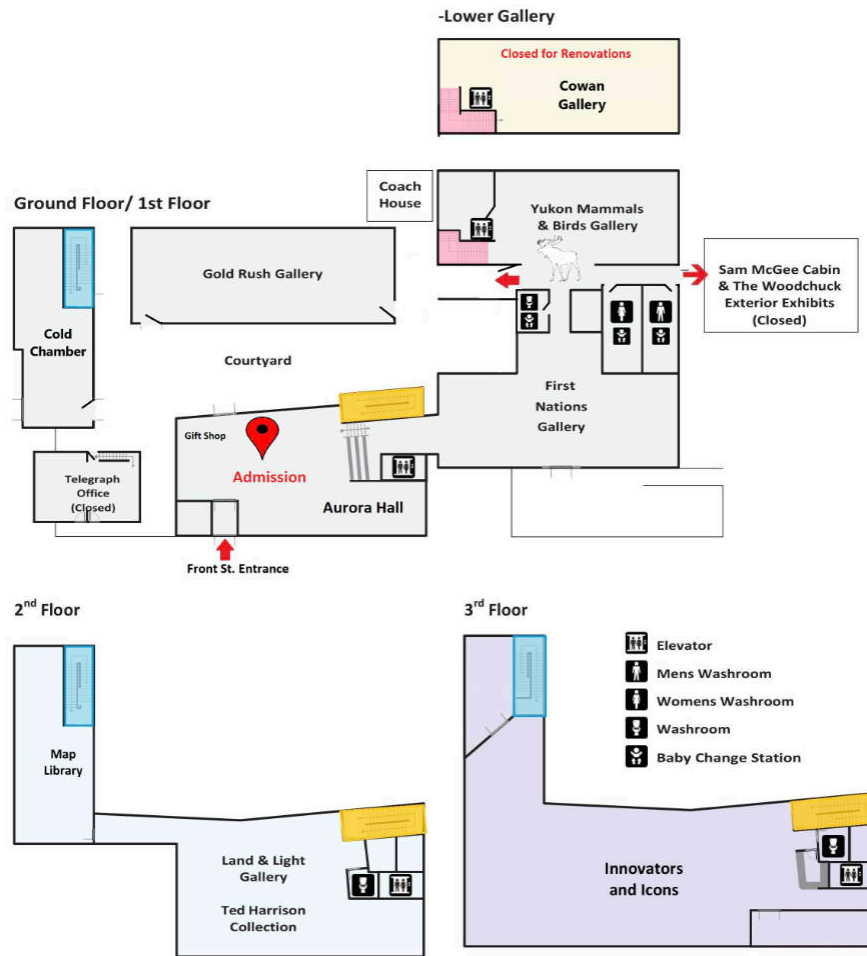 -Lower Gallery
Closed for Renovations
Cowan
Gallery
Coach
House
Yukon Mammals
& Birds Gallery
Sam McGee Cabin
& The Woodchuck
Exterior Exhibits
(Closed)
Ground Floor/ 1st Floor
Gold Rush Gallery
Cold
Chamber
Courtyard
First
Nations
Gallery
Gift Shop
Admission
Telegraph
Office
(Closed)
Aurora Hall
Front St. Entrance
2nd Floor
Map
Library
Land & Light
Gallery
Ted Harrison
Collection
3rd Floor
Elevator
Mens Washroom
Womens Washroom
Washroom
Baby Change Station
Innovators
and Icons